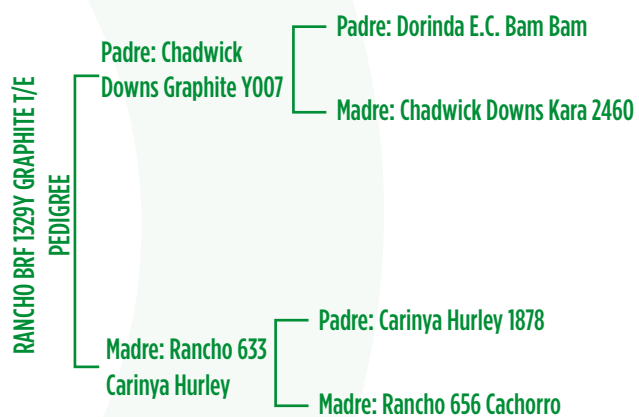 RANCHO BRF 1329Y GRAPHITE T/E
PEDIGREE
Padre: Chadwick
Downs Graphite Y007
Padre: Dorinda E.C. Bam Bam
Madre: Chadwick Downs Kara 2460
Madre: Rancho 633
Carinya Hurley
Padre: Carinya Hurley 1878
Madre: Rancho 656 Cachorro